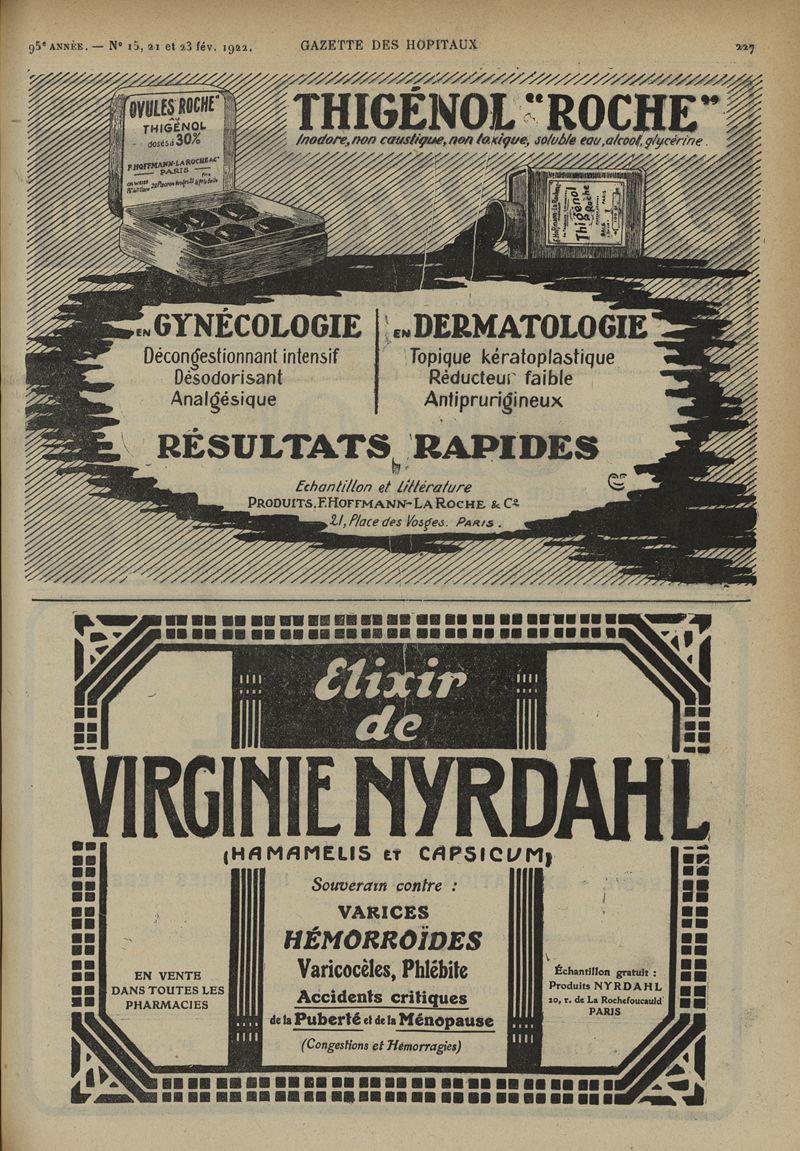 95e ANNÉE. — N° 15, 21 et 23 fév. 1922.
GAZETTE DES HOPITAUX
227
OVULES "ROCHE"
AU
THIGÉNOL
dosés à 30%
F. HOFFMANN-LA ROCHE & Co
PARIS
THIGÉNOL "ROCHE"
Inodore, non caustique, non toxique, soluble eau, alcool, glycérine.
Thigénol
Roche
EN GYNÉCOLOGIE
Décongestionnant intensif
Désodorisant
Analgésique
EN DERMATOLOGIE
Topique kératoplastique
Réducteur faible
Antiprurigineux
RÉSULTATS RAPIDES
Echantillon et Littérature
PRODUITS. F. HOFFMANN-LA ROCHE & Co
21, Place des Vosges. PARIS.
Elixir
de
VIRGINIE NYRDAHL
(HAMAMELIS ET CAPSICUM)
Souverain contre :
VARICES
HÉMORROÏDES
Varicocèles, Phlébite
Accidents critiques
de la Puberté et de la Ménopause
(Congestions et Hémorragies)
EN VENTE
DANS TOUTES LES
PHARMACIES
Échantillon gratuit :
Produits NYRDAHL
20, r. de La Rochefoucauld
PARIS